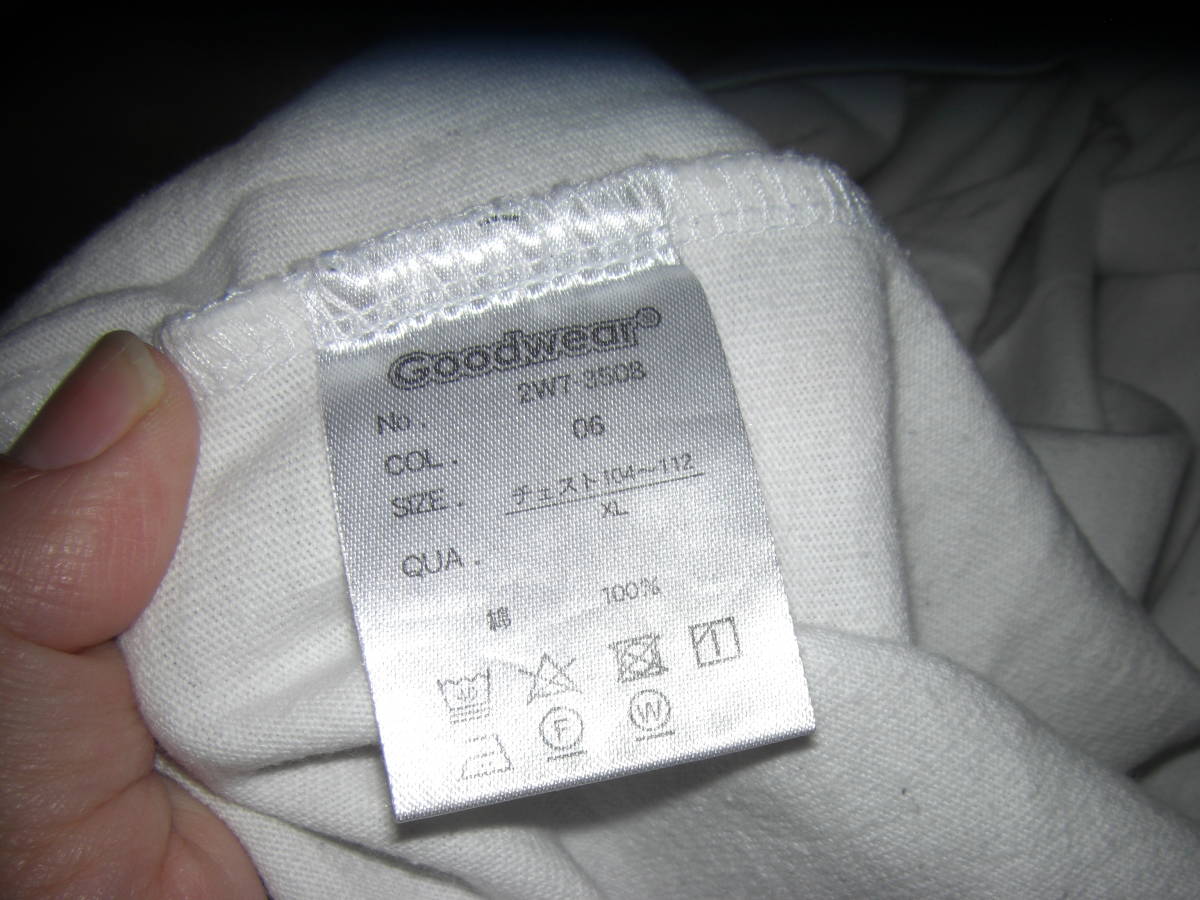 Goodwear®
No. 2W7-3508
COL. 06
SIZE. チェスト104～112
XL
QUA.
綿 100%
F W